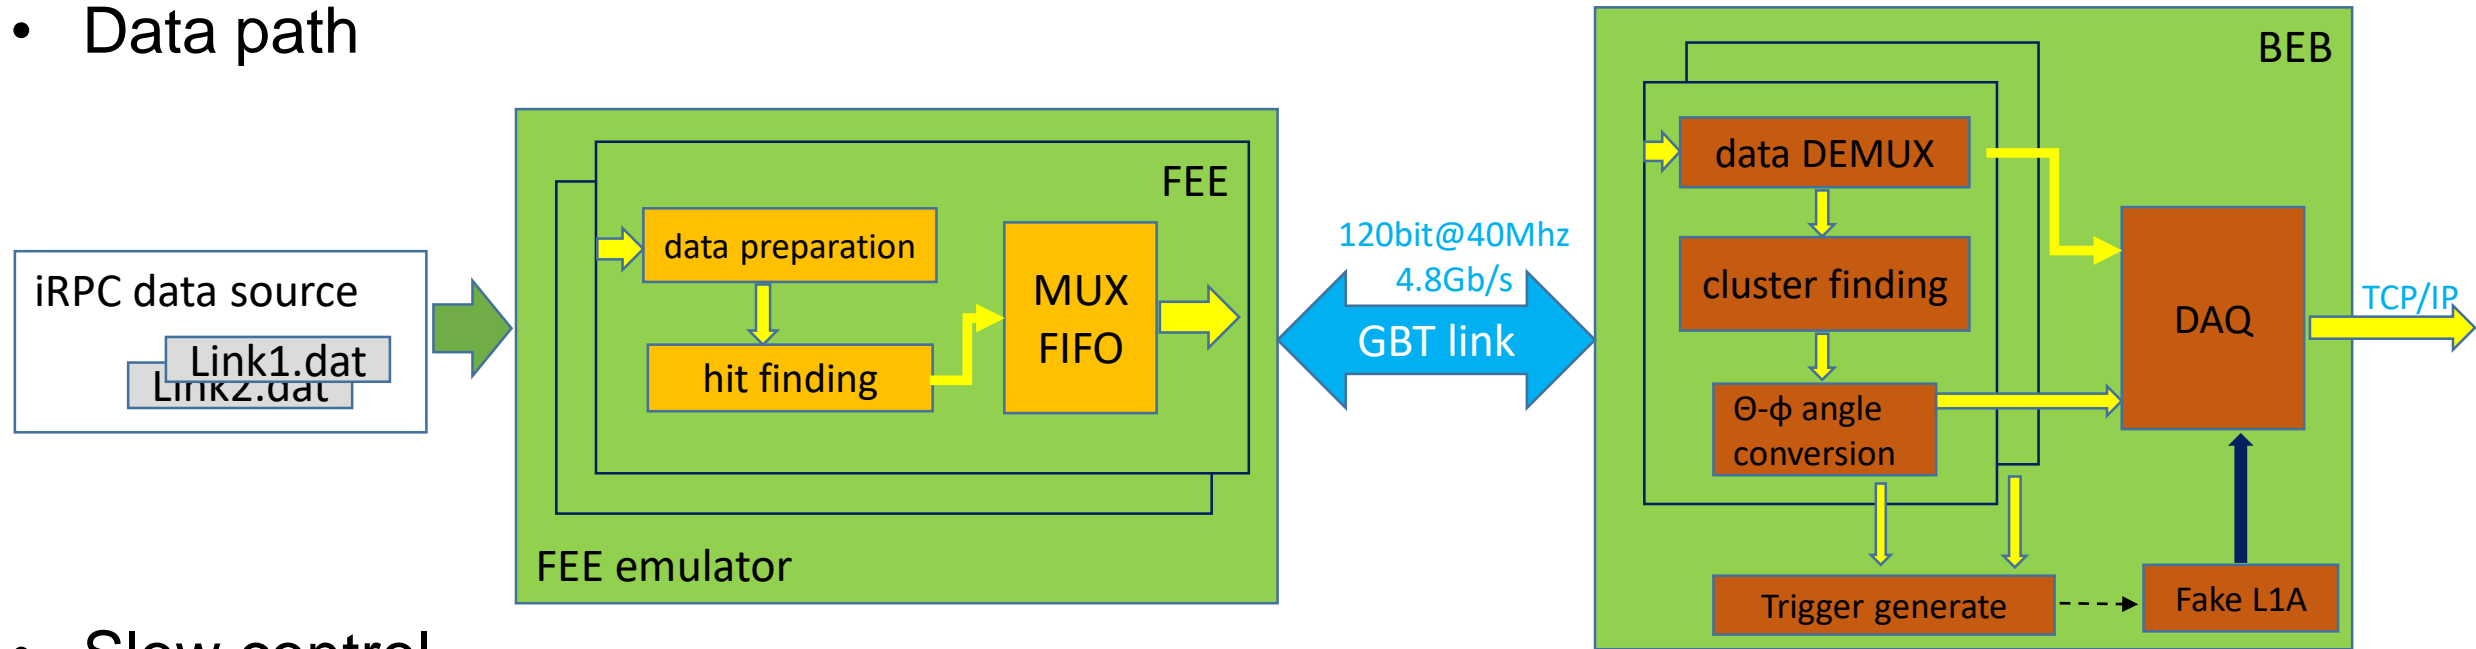 • Data path
iRPC data source
Link1.dat
Link2.dat
FEE
data preparation
hit finding
MUX
FIFO
FEE emulator
120bit@40Mhz
4.8Gb/s
GBT link
BEB
data DEMUX
cluster finding
Θ-ϕ angle
conversion
DAQ
TCP/IP
Trigger generate
Fake L1A
• Slow control